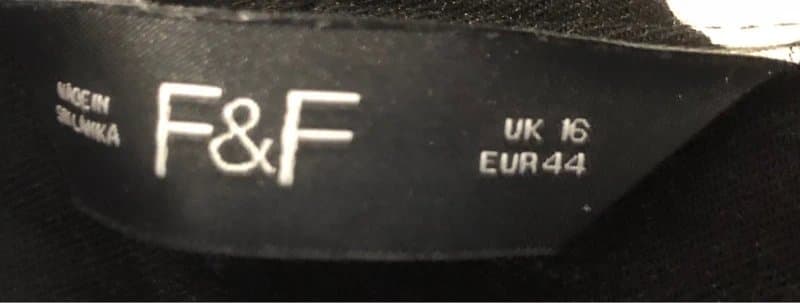 MADE IN
SRI LANKA
F&F
UK 16
EUR 44